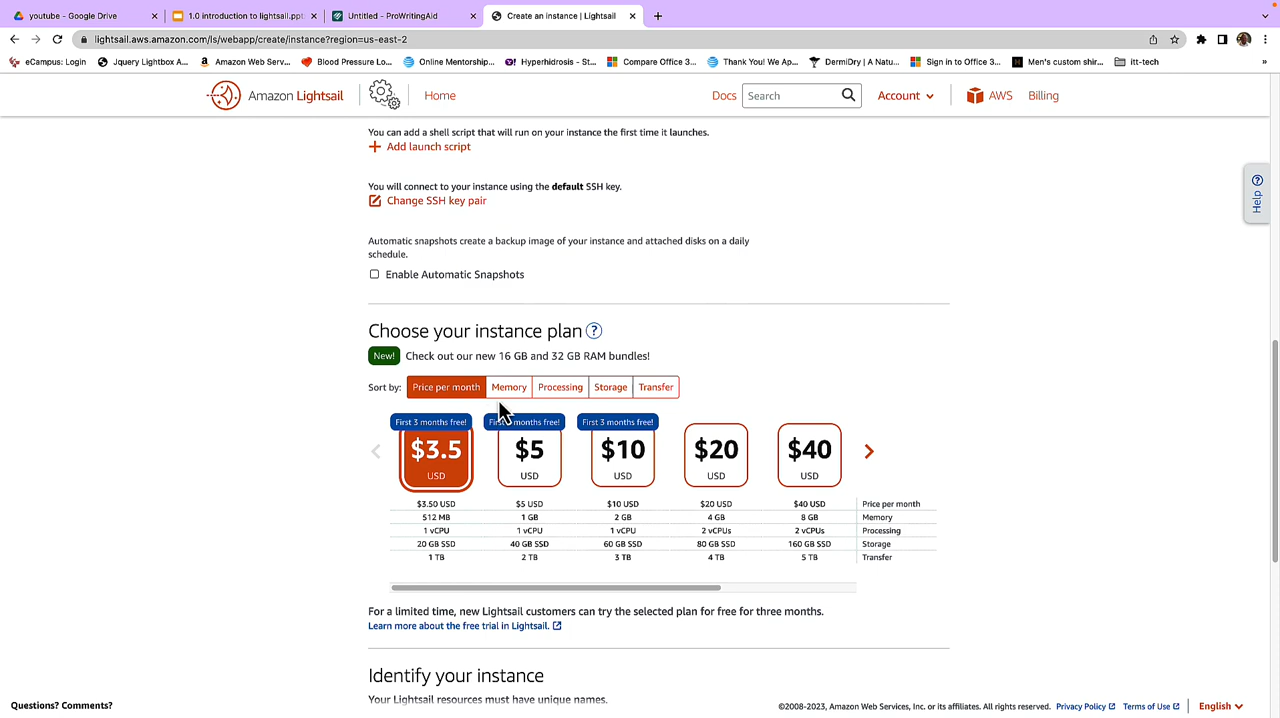 youtube – Google Drive
1.0 introduction to lightsail.ppt
Untitled - ProWritingAid
Create an instance | Lightsail
lightsail.aws.amazon.com/ls/webapp/create/instance?region=us-east-2
eCampus: Login
Jquery Lightbox A...
Amazon Web Serv...
Blood Pressure Lo...
Online Mentorship...
Hyperhidrosis - St...
Compare Office 3...
Thank You! We Ap...
DermiDry | A Natu...
Sign in to Office 3...
Men's custom shir...
itt-tech
»
Amazon Lightsail
Home
Docs
Search
Account
AWS
Billing
You can add a shell script that will run on your instance the first time it launches.
+ Add launch script
You will connect to your instance using the default SSH key.
Change SSH key pair
Automatic snapshots create a backup image of your instance and attached disks on a daily
schedule.
Enable Automatic Snapshots
Help
Choose your instance plan ?
New! Check out our new 16 GB and 32 GB RAM bundles!
Sort by: Price per month Memory Processing Storage Transfer
First 3 months free! First months free! First 3 months free!
$3.5 $5 $10 $20 $40
USD USD USD USD USD
$3.50 USD $5 USD $10 USD $20 USD $40 USD Price per month
512 MB 1 GB 2 GB 4 GB 8 GB Memory
1 vCPU 1 vCPU 1 vCPU 2 vCPUs 2 vCPUs Processing
20 GB SSD 40 GB SSD 60 GB SSD 80 GB SSD 160 GB SSD Storage
1 TB 2 TB 3 TB 4 TB 5 TB Transfer
For a limited time, new Lightsail customers can try the selected plan for free for three months.
Learn more about the free trial in Lightsail.
Identify your instance
Your Lightsail resources must have unique names.
Questions? Comments?
©2008-2023, Amazon Web Services, Inc. or its affiliates. All rights reserved. Privacy Policy Terms of Use English